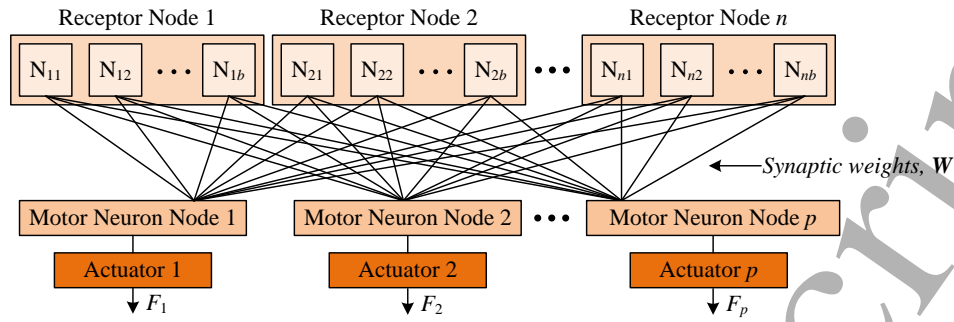 Receptor Node 1 Receptor Node 2 Receptor Node n
N11 N12 ••• N1b N21 N22 ••• N2b ••• Nn1 Nn2 ••• Nnb
Synaptic weights, W
Motor Neuron Node 1 Motor Neuron Node 2 ••• Motor Neuron Node p
Actuator 1 Actuator 2 Actuator p
F1 F2 Fp